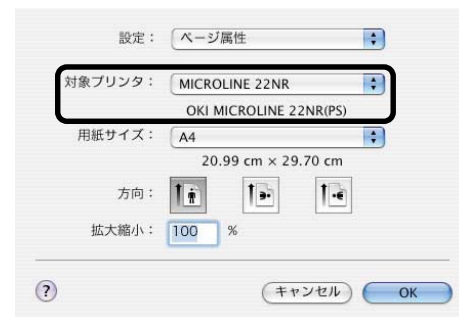 設定： ページ属性
対象プリンタ： MICROLINE 22NR
OKI MICROLINE 22NR(PS)
用紙サイズ： A4
20.99 cm × 29.70 cm
方向：
拡大縮小： 100 %
? キャンセル OK